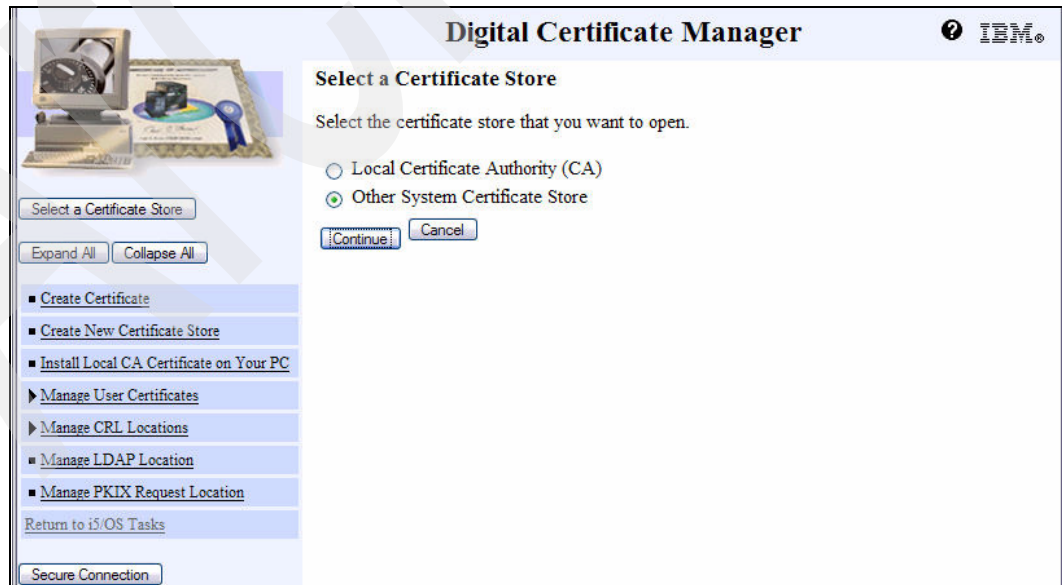 Digital Certificate Manager
? IBM®
Select a Certificate Store
Expand All
Collapse All
Create Certificate
Create New Certificate Store
Install Local CA Certificate on Your PC
Manage User Certificates
Manage CRL Locations
Manage LDAP Location
Manage PKIX Request Location
Return to i5/OS Tasks
Secure Connection
Select a Certificate Store
Select the certificate store that you want to open.
Local Certificate Authority (CA)
Other System Certificate Store
Continue
Cancel